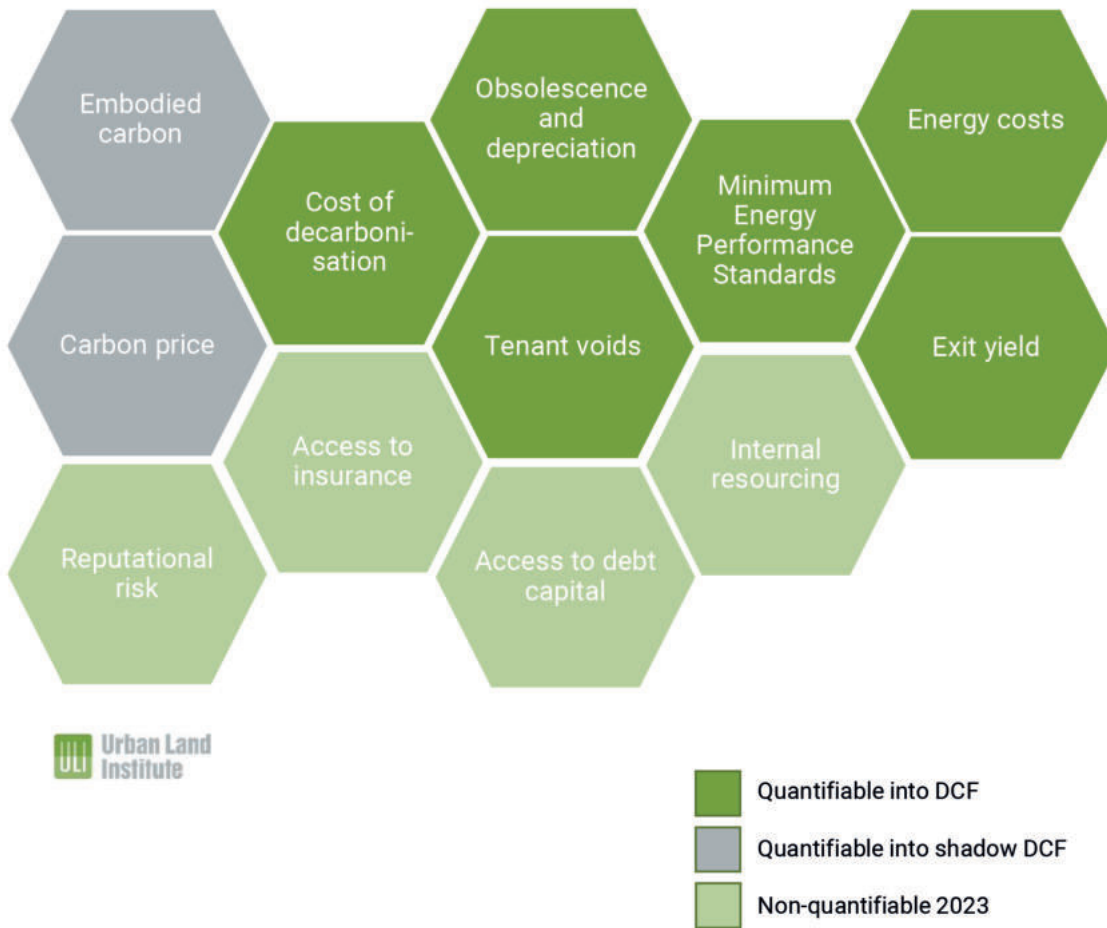 Embodied
carbon
Obsolescence
and
depreciation
Energy costs
Cost of
decarboni-
sation
Minimum
Energy
Performance
Standards
Carbon price
Tenant voids
Exit yield
Access to
insurance
Internal
resourcing
Reputational
risk
Access to debt
capital
ULI
Urban Land
Institute
Quantifiable into DCF
Quantifiable into shadow DCF
Non-quantifiable 2023